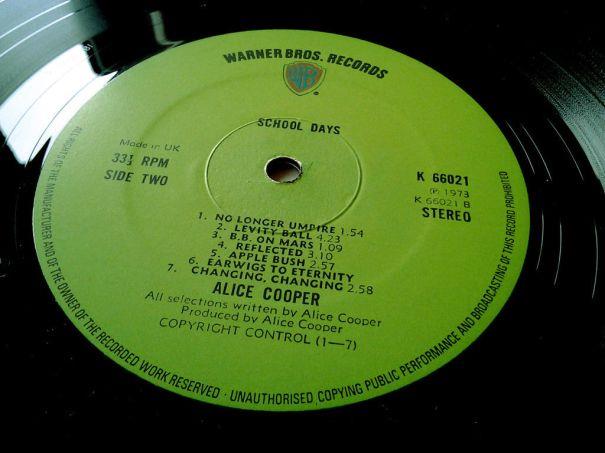 WARNER BROS. RECORDS
WB
®
SCHOOL DAYS
Made in UK
33⅓ RPM
SIDE TWO
K 66021
℗ 1973
K 66021 B
STEREO
1. NO LONGER UMPIRE 1.54
2. LEVITY BALL 4.23
3. B.B. ON MARS 1.09
4. REFLECTED 3.10
5. APPLE BUSH 2.57
6. EARWIGS TO ETERNITY
7. CHANGING, CHANGING 2.58
ALICE COOPER
All selections written by Alice Cooper
Produced by Alice Cooper
COPYRIGHT CONTROL (1—7)
ALL RIGHTS OF THE MANUFACTURER AND OF THE OWNER OF THE RECORDED WORK RESERVED · UNAUTHORISED COPYING PUBLIC PERFORMANCE AND BROADCASTING OF THIS RECORD PROHIBITED